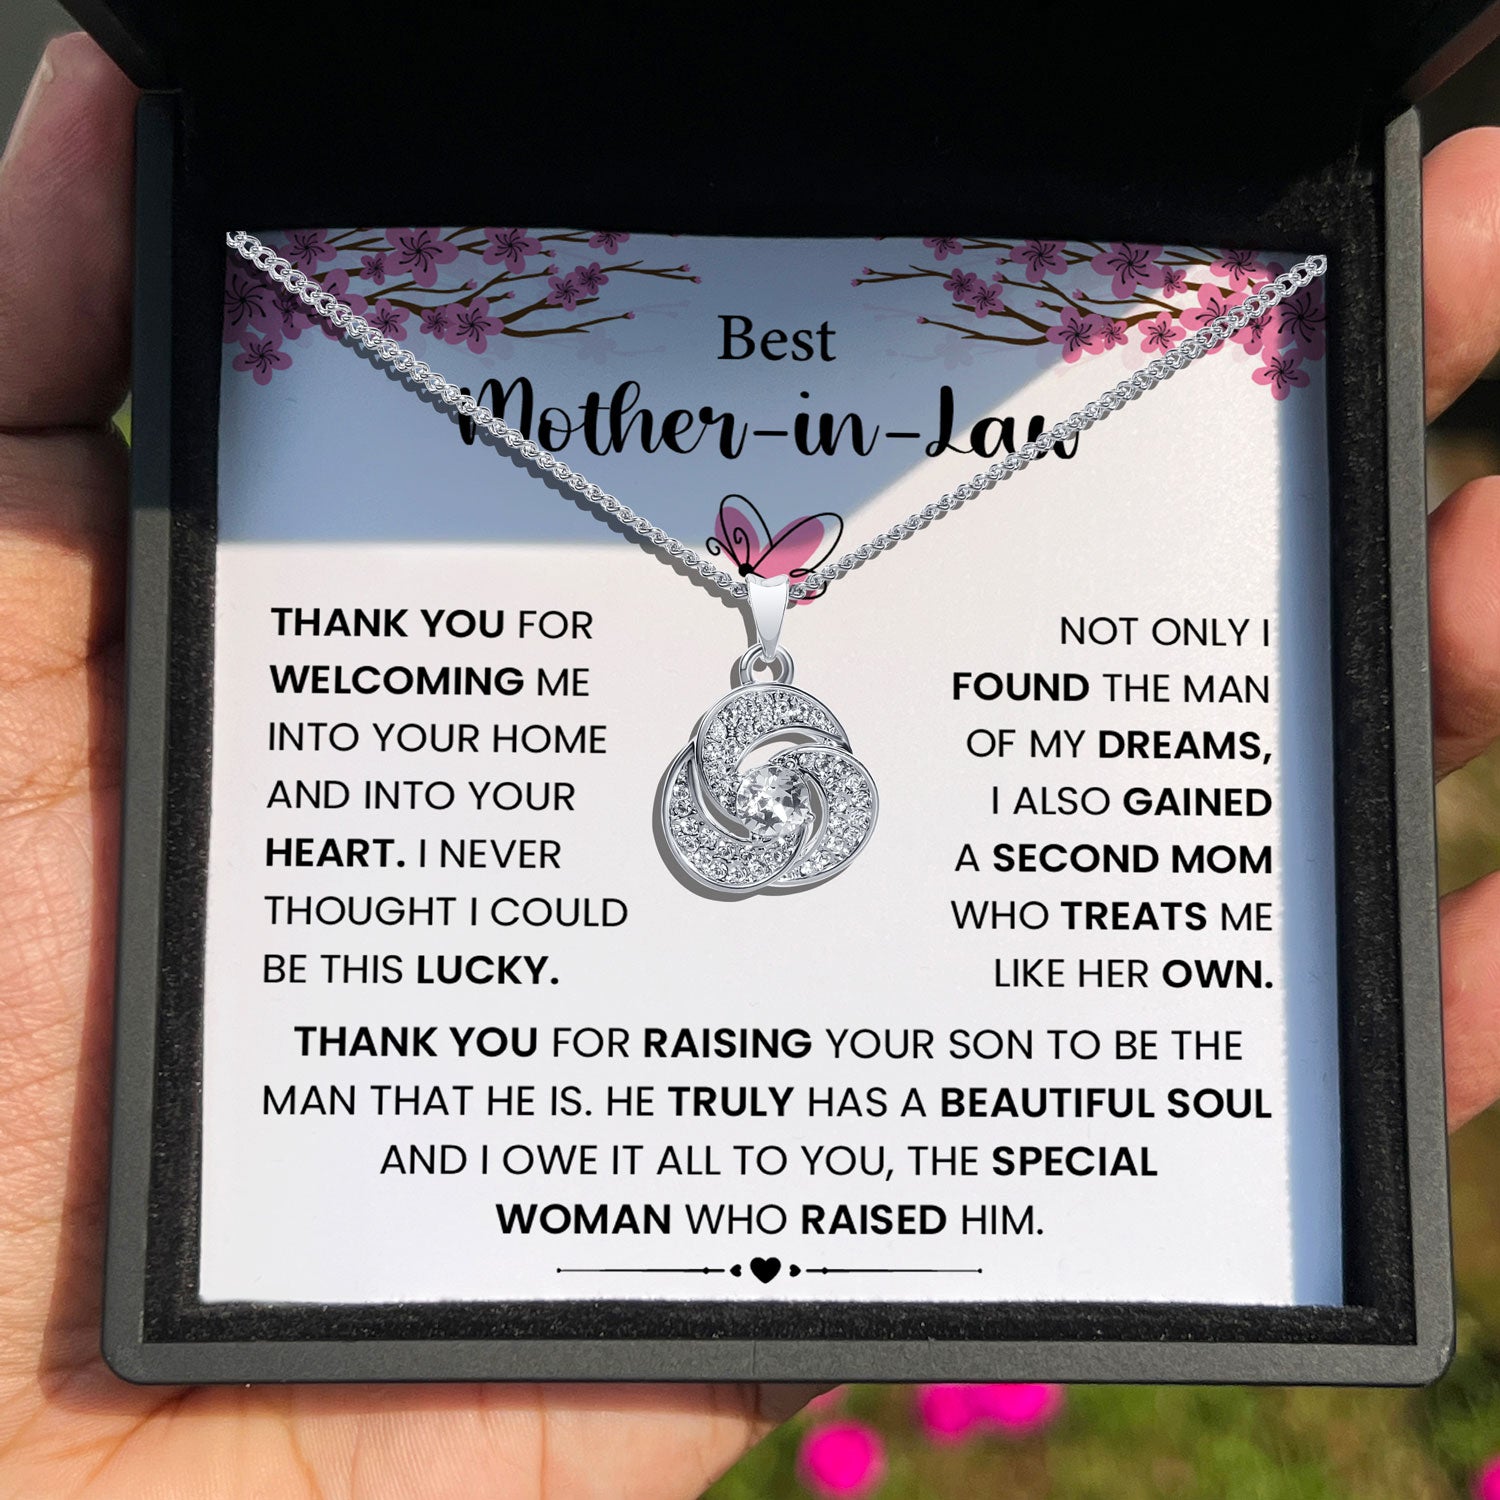 Best
Mother-in-Law
THANK YOU FOR
WELCOMING ME
INTO YOUR HOME
AND INTO YOUR
HEART. I NEVER
THOUGHT I COULD
BE THIS LUCKY.
NOT ONLY I
FOUND THE MAN
OF MY DREAMS,
I ALSO GAINED
A SECOND MOM
WHO TREATS ME
LIKE HER OWN.
THANK YOU FOR RAISING YOUR SON TO BE THE
MAN THAT HE IS. HE TRULY HAS A BEAUTIFUL SOUL
AND I OWE IT ALL TO YOU, THE SPECIAL
WOMAN WHO RAISED HIM.